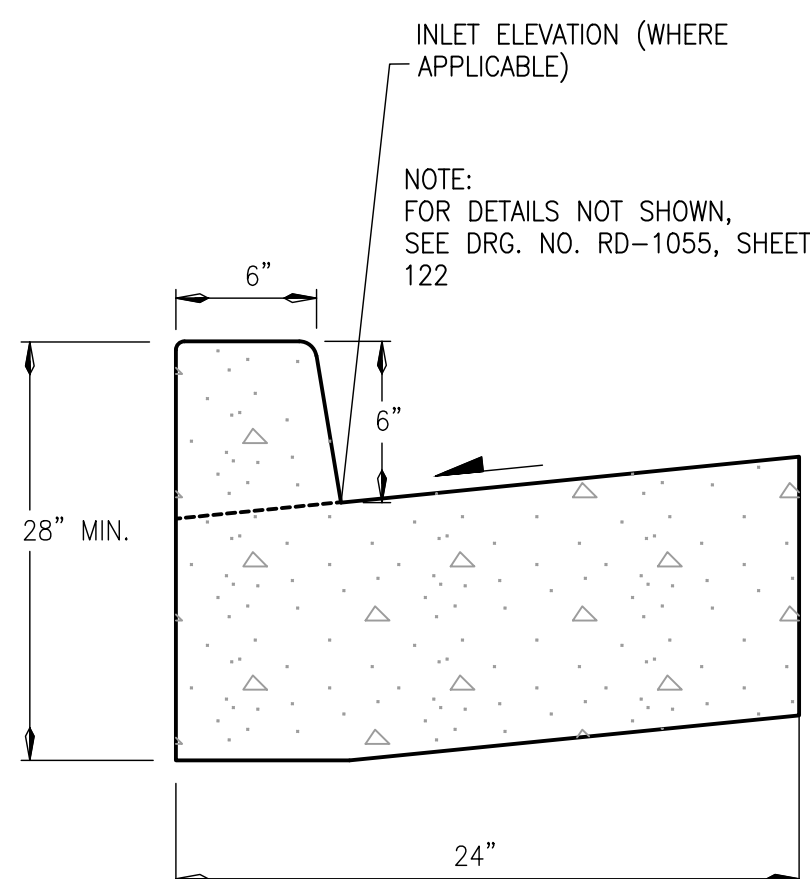 INLET ELEVATION (WHERE
APPLICABLE)
NOTE:
FOR DETAILS NOT SHOWN,
SEE DRG. NO. RD-1055, SHEET
122
6"
6"
28" MIN.
24"